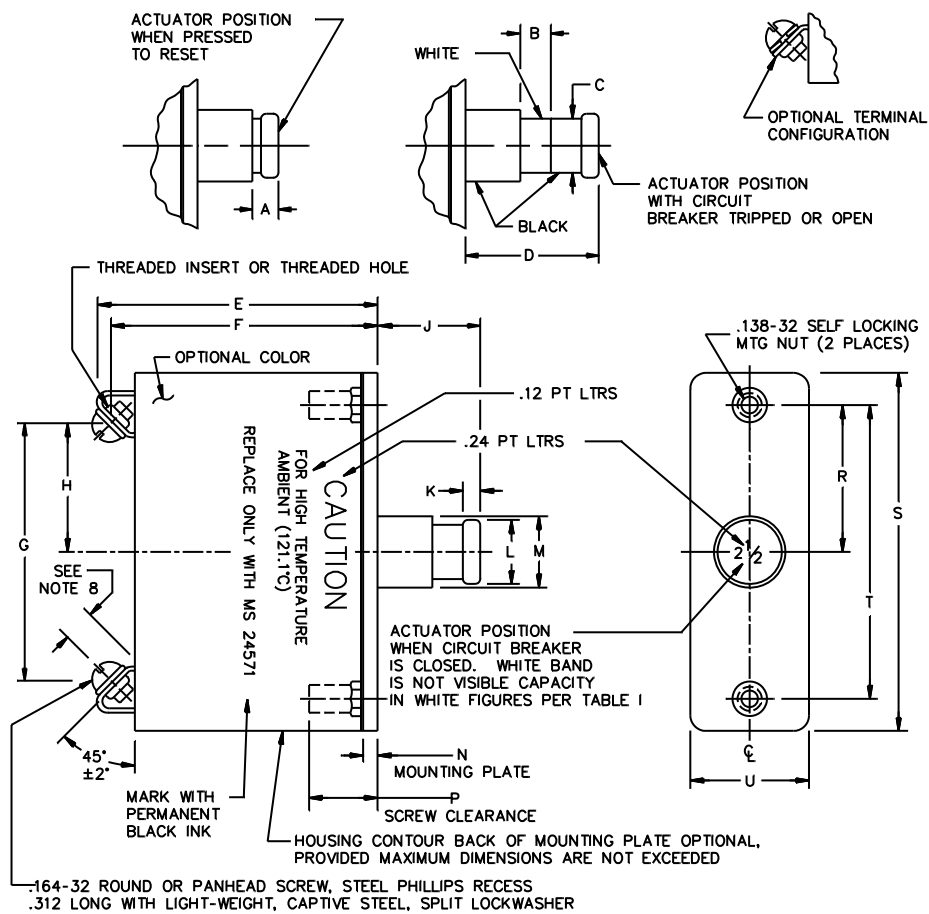 ACTUATOR POSITION
WHEN PRESSED
TO RESET
A
WHITE
B
C
BLACK
D
ACTUATOR POSITION
WITH CIRCUIT
BREAKER TRIPPED OR OPEN
OPTIONAL TERMINAL
CONFIGURATION
THREADED INSERT OR THREADED HOLE
E
F
J
OPTIONAL COLOR
.12 PT LTRS
.24 PT LTRS
.138-32 SELF LOCKING
MTG NUT (2 PLACES)
H
G
SEE
NOTE 8
REPLACE ONLY WITH MS 24571
FOR HIGH TEMPERATURE
AMBIENT (121.1°C)
CAUTION
K
L
M
R
S
T
2 1/2
ACTUATOR POSITION
WHEN CIRCUIT BREAKER
IS CLOSED. WHITE BAND
IS NOT VISIBLE CAPACITY
IN WHITE FIGURES PER TABLE I
45°
±2°
N
MOUNTING PLATE
P
SCREW CLEARANCE
℄
U
MARK WITH
PERMANENT
BLACK INK
HOUSING CONTOUR BACK OF MOUNTING PLATE OPTIONAL,
PROVIDED MAXIMUM DIMENSIONS ARE NOT EXCEEDED
.164-32 ROUND OR PANHEAD SCREW, STEEL PHILLIPS RECESS
.312 LONG WITH LIGHT-WEIGHT, CAPTIVE STEEL, SPLIT LOCKWASHER